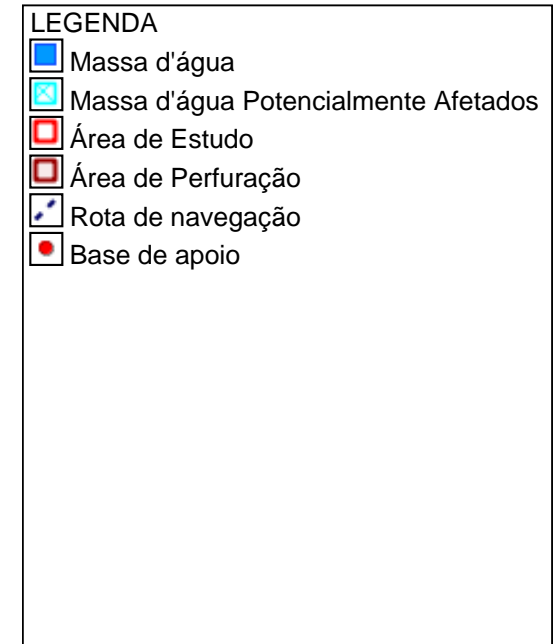 LEGENDA
Massa d'água
Massa d'água Potencialmente Afetados
Área de Estudo
Área de Perfuração
Rota de navegação
Base de apoio